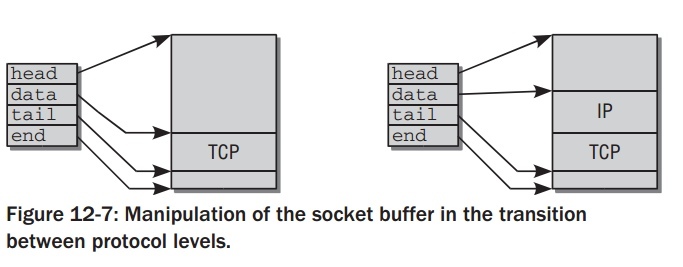 head
data
tail
end
TCP
head
data
tail
end
IP
TCP
Figure 12-7: Manipulation of the socket buffer in the transition
between protocol levels.